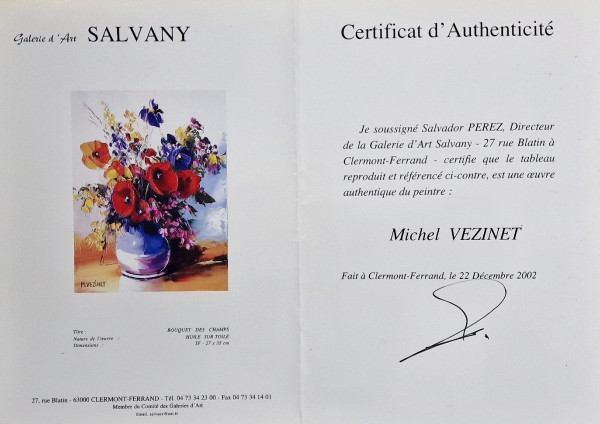 Galerie d'Art SALVANY
M.VEZINET
Titre : BOUQUET DES CHAMPS
Nature de l'œuvre : HUILE SUR TOILE
Dimensions : 3F - 27 x 35 cm
27, rue Blatin - 63000 CLERMONT-FERRAND - Tél. 04 73 34 23 00 - Fax 04 73 34 14 01
Membre du Comité des Galeries d'Art
Certificat d'Authenticité
Je soussigné Salvador PEREZ, Directeur
de la Galerie d'Art Salvany - 27 rue Blatin à
Clermont-Ferrand - certifie que le tableau
reproduit et référencé ci-contre, est une œuvre
authentique du peintre :
Michel VEZINET
Fait à Clermont-Ferrand, le 22 Décembre 2002